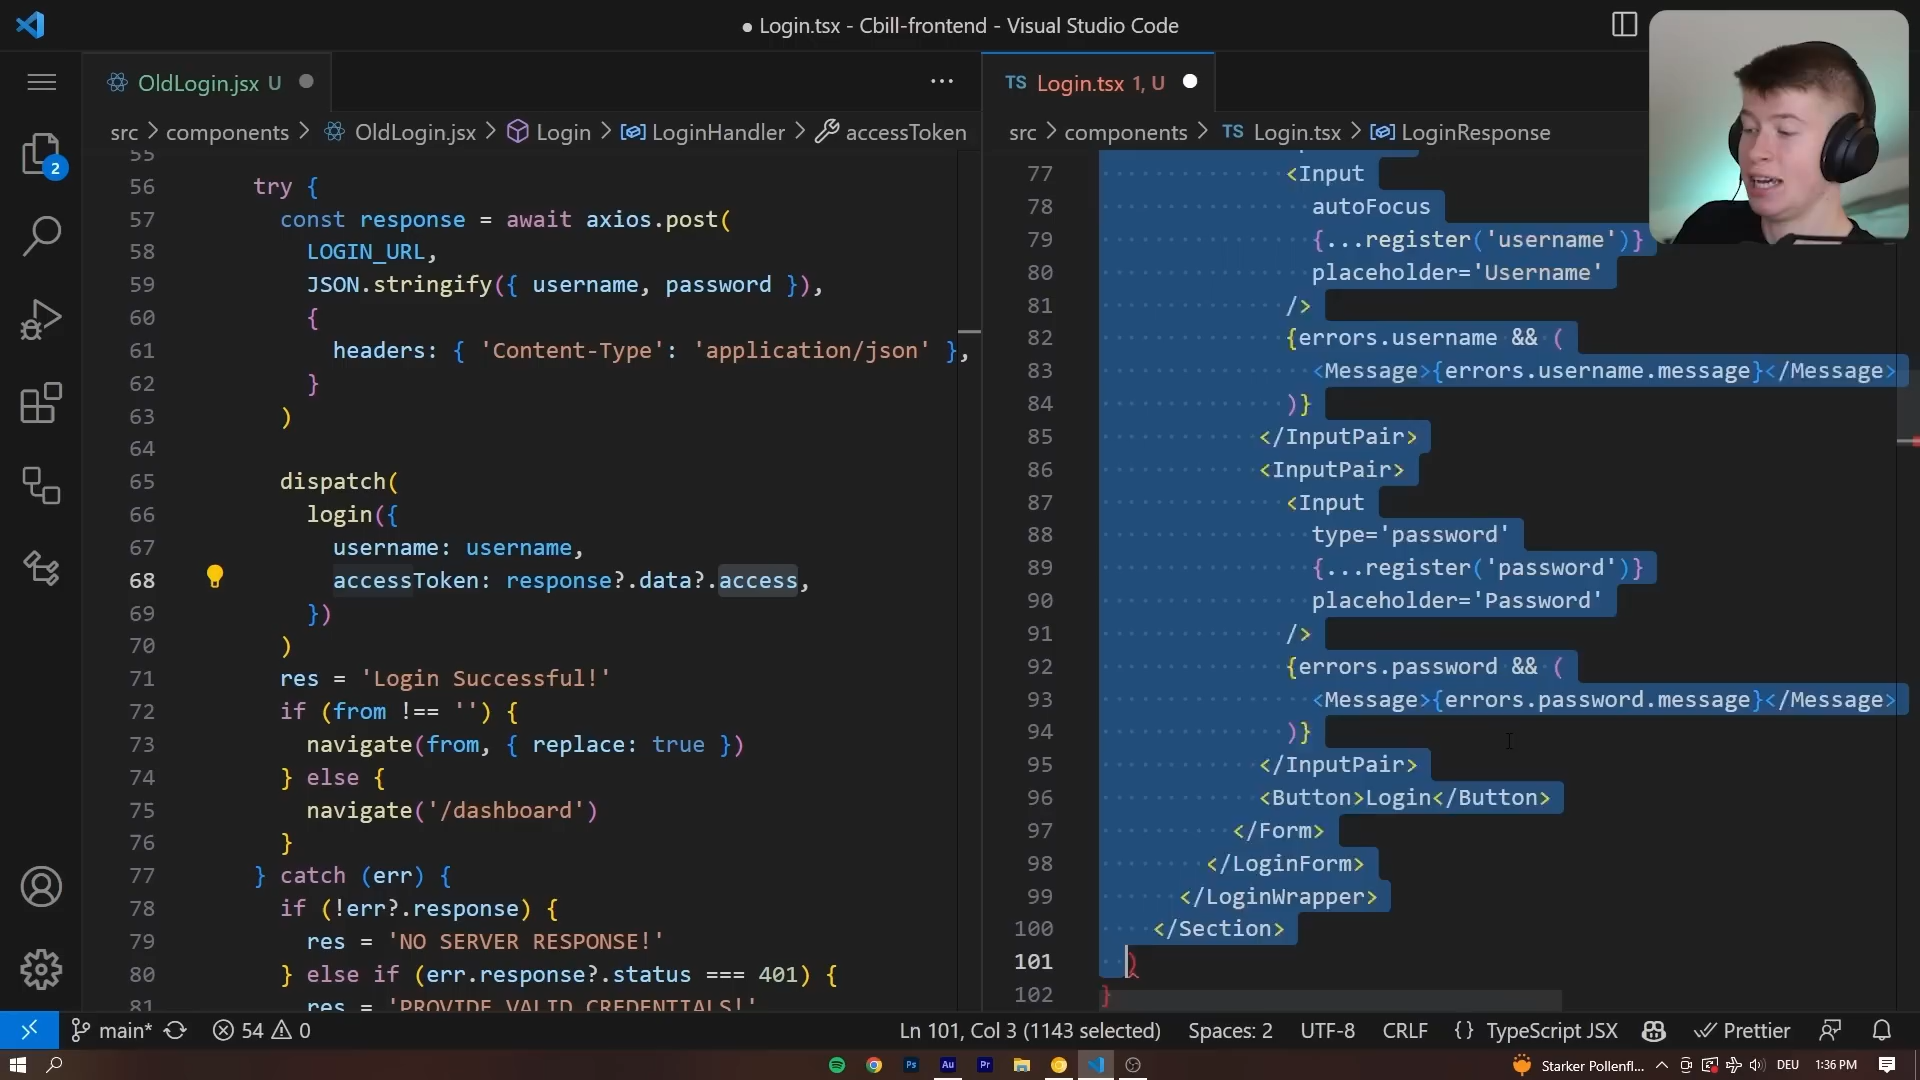 ● Login.tsx - Cbill-frontend - Visual Studio Code
OldLogin.jsx U
src > components > OldLogin.jsx > Login > LoginHandler > accessToken
55
56 try {
57 const response = await axios.post(
58 LOGIN_URL,
59 JSON.stringify({ username, password }),
60 {
61 headers: { 'Content-Type': 'application/json' },
62 }
63 )
64
65 dispatch(
66 login({
67 username: username,
68 accessToken: response?.data?.access,
69 })
70 )
71 res = 'Login Successful!'
72 if (from !== '') {
73 navigate(from, { replace: true })
74 } else {
75 navigate('/dashboard')
76 }
77 } catch (err) {
78 if (!err?.response) {
79 res = 'NO SERVER RESPONSE!'
80 } else if (err.response?.status === 401) {
81 res = 'PROVIDE VALID CREDENTIALS!'
TS Login.tsx 1, U
src > components > TS Login.tsx > LoginResponse
77 <Input
78 autoFocus
79 {...register('username')}
80 placeholder='Username'
81 />
82 {errors.username && (
83 <Message>{errors.username.message}</Message>
84 )}
85 </InputPair>
86 <InputPair>
87 <Input
88 type='password'
89 {...register('password')}
90 placeholder='Password'
91 />
92 {errors.password && (
93 <Message>{errors.password.message}</Message>
94 )}
95 </InputPair>
96 <Button>Login</Button>
97 </Form>
98 </LoginForm>
99 </LoginWrapper>
100 </Section>
101 )
102 }
2
main* 54 0
Ln 101, Col 3 (1143 selected) Spaces: 2 UTF-8 CRLF {} TypeScript JSX Prettier
Ps Au Pr
Starker Pollenfl... DEU 1:36 PM